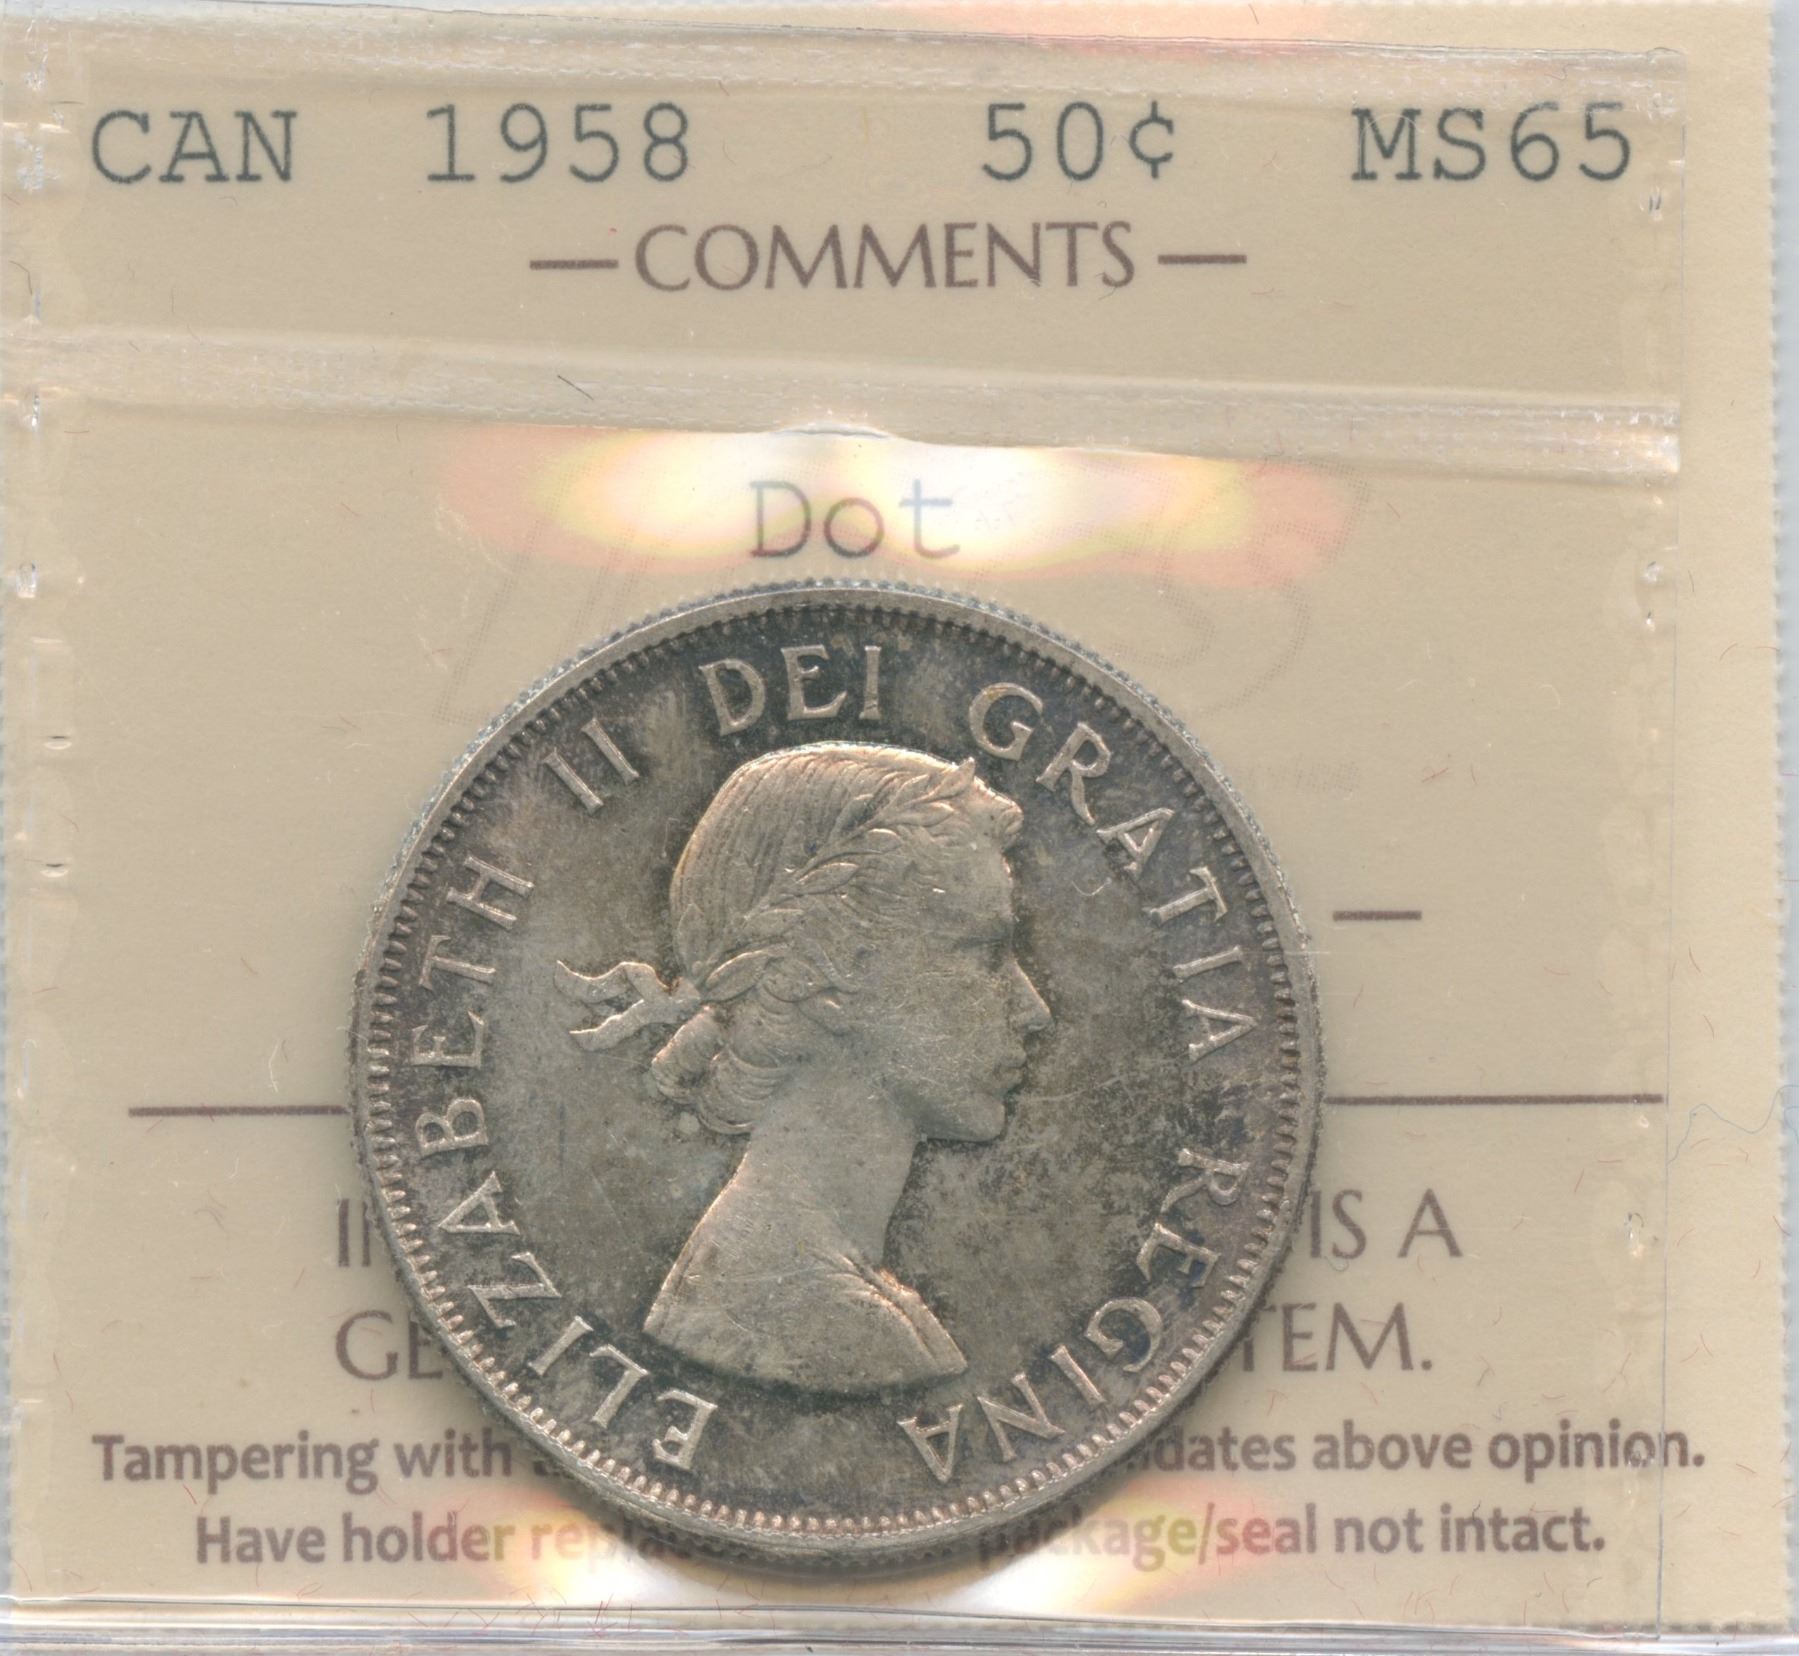 CAN 1958 50¢ MS65
— COMMENTS —
Dot
ELIZABETH II DEI GRATIA REGINA
IS A
TEM.
Tampering with dates above opinion.
Have holder package/seal not intact.